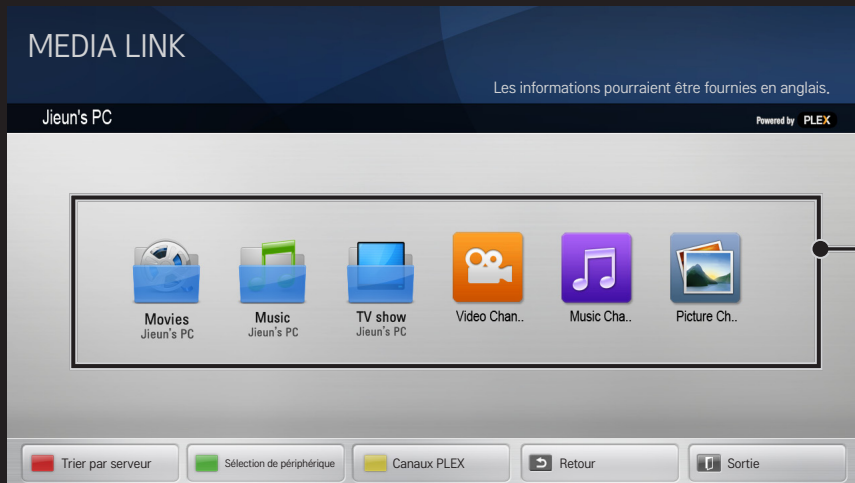 MEDIA LINK
Les informations pourraient être fournies en anglais.
Jieun's PC
Powered by PLEX
Movies
Jieun's PC
Music
Jieun's PC
TV show
Jieun's PC
Video Chan..
Music Cha..
Picture Ch..
Trier par serveur
Sélection de périphérique
Canaux PLEX
Retour
Sortie